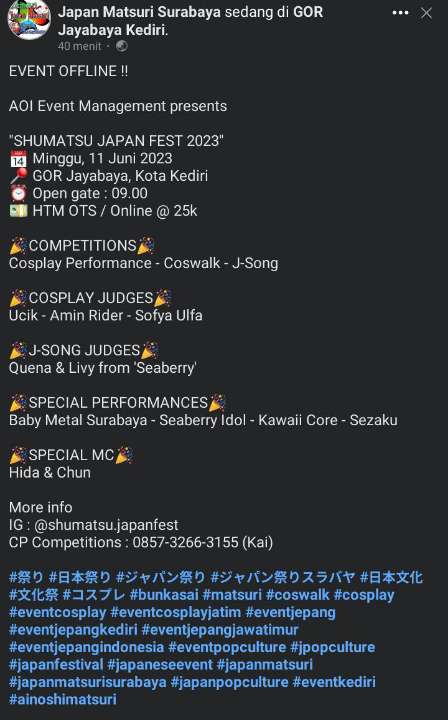 Japan Matsuri Surabaya sedang di GOR
Jayabaya Kediri.
40 menit ·
EVENT OFFLINE !!
AOI Event Management presents
"SHUMATSU JAPAN FEST 2023"
📅 Minggu, 11 Juni 2023
📍 GOR Jayabaya, Kota Kediri
⏰ Open gate : 09.00
💵 HTM OTS / Online @ 25k
🎉COMPETITIONS🎉
Cosplay Performance - Coswalk - J-Song
🎉COSPLAY JUDGES🎉
Ucik - Amin Rider - Sofya Ulfa
🎉J-SONG JUDGES🎉
Quena & Livy from 'Seaberry'
🎉SPECIAL PERFORMANCES🎉
Baby Metal Surabaya - Seaberry Idol - Kawaii Core - Sezaku
🎉SPECIAL MC🎉
Hida & Chun
More info
IG : @shumatsu.japanfest
CP Competitions : 0857-3266-3155 (Kai)
#祭り #日本祭り #ジャパン祭り #ジャパン祭りスラバヤ #日本文化
#文化祭 #コスプレ #bunkasai #matsuri #coswalk #cosplay
#eventcosplay #eventcosplayjatim #eventjepang
#eventjepangkediri #eventjepangjawatimur
#eventjepangindonesia #eventpopculture #jpopculture
#japanfestival #japaneseevent #japanmatsuri
#japanmatsurisurabaya #japanpopculture #eventkediri
#ainoshimatsuri